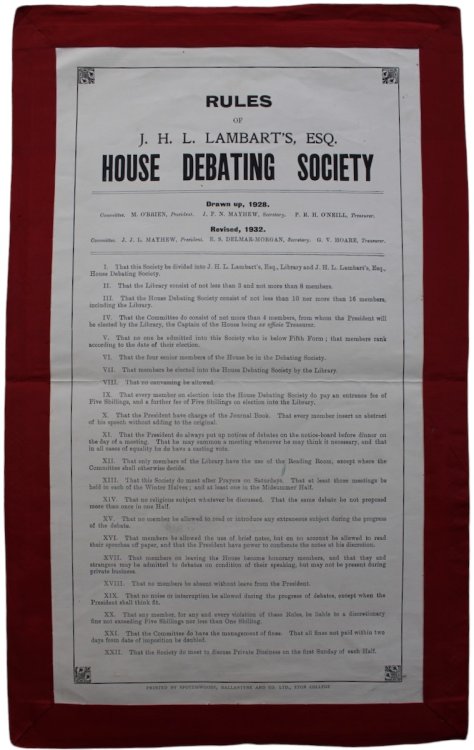 RULES
OF
J. H. L. LAMBART'S, ESQ.
HOUSE DEBATING SOCIETY
Drawn up, 1928.
Committee. M. O'BRIEN, President. J. P. N. MAYHEW, Secretary. P. R. H. O'NEILL, Treasurer.
Revised, 1932.
Committee. J. J. L. MAYHEW, President. E. S. DELMAR-MORGAN, Secretary. G. V. HOARE, Treasurer.
I. That this Society be divided into J. H. L. Lambart's, Esq., Library and J. H. L. Lambart's, Esq.,
House Debating Society.
II. That the Library consist of not less than 3 and not more than 8 members.
III. That the House Debating Society consist of not less than 10 nor more than 16 members,
including the Library.
IV. That the Committee do consist of not more than 4 members, from whom the President will
be elected by the Library, the Captain of the House being ex officio Treasurer.
V. That no one be admitted into this Society who is below Fifth Form; that members rank
according to the date of their election.
VI. That the four senior members of the House be in the Debating Society.
VII. That members be elected into the House Debating Society by the Library.
VIII. That no canvassing be allowed.
IX. That every member on election into the House Debating Society do pay an entrance fee of
Five Shillings, and a further fee of Five Shillings on election into the Library.
X. That the President have charge of the Journal Book. That every member insert an abstract
of his speech without adding to the original.
XI. That the President do always put up notices of debates on the notice-board before dinner on
the day of a meeting. That he may summon a meeting whenever he may think it necessary, and that
in all cases of equality he do have a casting vote.
XII. That only members of the Library have the use of the Reading Room, except where the
Committee shall otherwise decide.
XIII. That this Society do meet after Prayers on Saturdays. That at least three meetings be
held in each of the Winter Halves; and at least one in the Midsummer Half.
XIV. That no religious subject whatever be discussed. That the same debate be not proposed
more than once in one Half.
XV. That no member be allowed to read or introduce any extraneous subject during the progress
of the debate.
XVI. That members be allowed the use of brief notes, but on no account be allowed to read
their speeches off paper, and that the President have power to confiscate the notes at his discretion.
XVII. That members on leaving the House become honorary members, and that they and
strangers may be admitted to debates on condition of their speaking, but may not be present during
private business.
XVIII. That no members be absent without leave from the President.
XIX. That no noise or interruption be allowed during the progress of debates, except when the
President shall think fit.
XX. That any member, for any and every violation of these Rules, be liable to a discretionary
fine not exceeding Five Shillings nor less than One Shilling.
XXI. That the Committee do have the management of fines. That all fines not paid within two
days from date of imposition be doubled.
XXII. That the Society do meet to discuss Private Business on the first Sunday of each Half.
PRINTED BY SPOTTISWOODE, BALLANTYNE AND CO. LTD., ETON COLLEGE